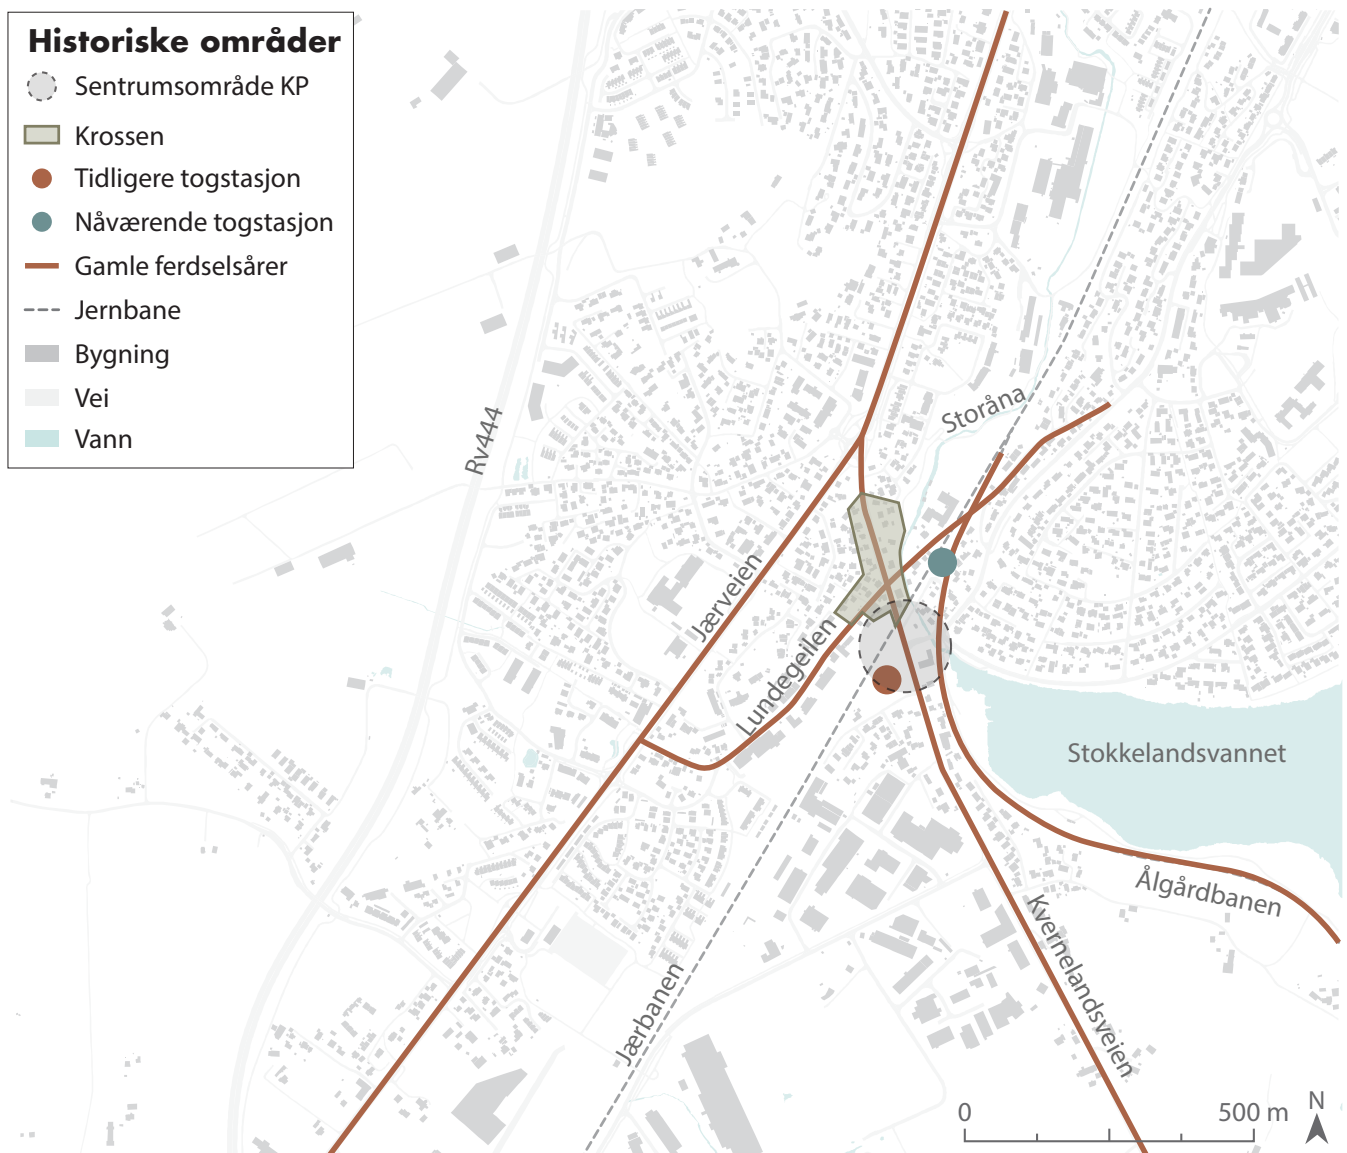 Historiske områder
Sentrumsområde KP
Krossen
Tidligere togstasjon
Nåværende togstasjon
Gamle ferdselsårer
Jernbane
Bygning
Vei
Vann
Rv444
Storåna
Jærveien
Lundegeilen
Stokkelandsvannet
Ålgårdbanen
Kvernelandsveien
Jærbanen
0 500 m N